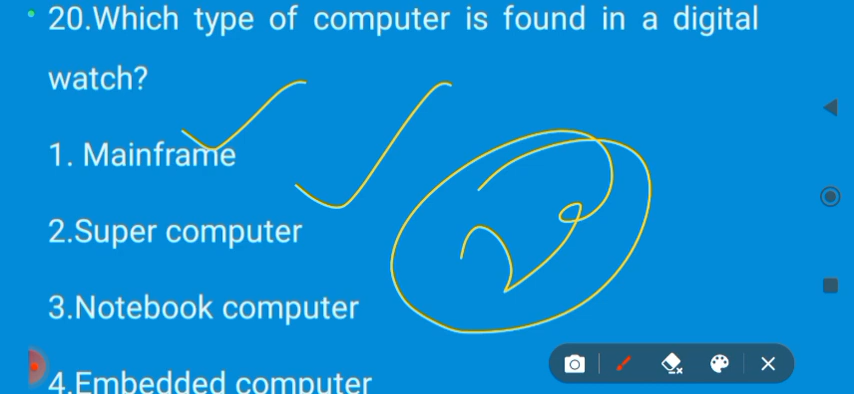 20.Which type of computer is found in a digital
watch?
1. Mainframe
2.Super computer
3.Notebook computer
4.Embedded computer